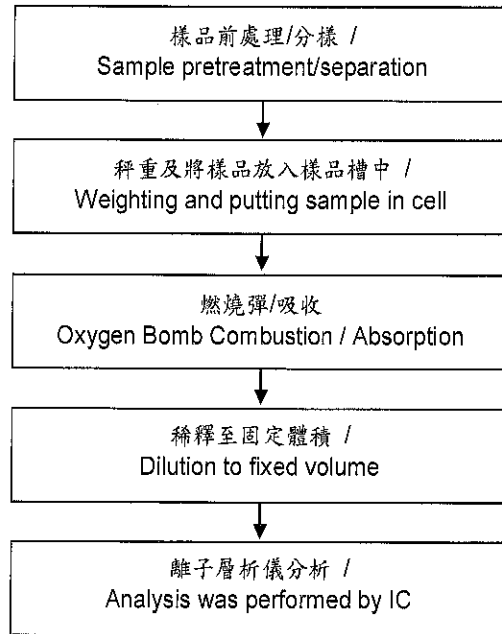 樣品前處理/分樣 /
Sample pretreatment/separation
秤重及將樣品放入樣品槽中 /
Weighting and putting sample in cell
燃燒彈/吸收
Oxygen Bomb Combustion / Absorption
稀釋至固定體積 /
Dilution to fixed volume
離子層析儀分析 /
Analysis was performed by IC